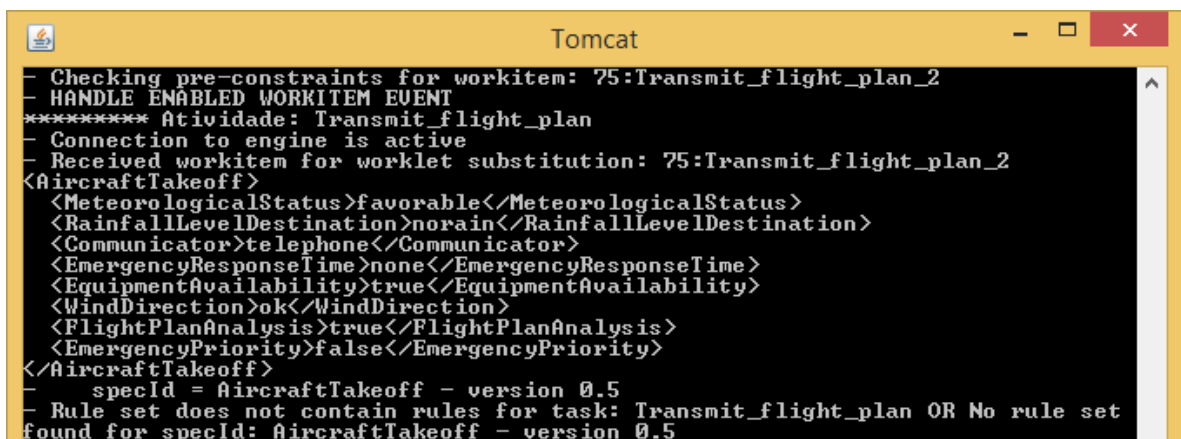 Tomcat
- Checking pre-constraints for workitem: 75:Transmit_flight_plan_2
- HANDLE ENABLED WORKITEM EVENT
********* Atividade: Transmit_flight_plan
- Connection to engine is active
- Received workitem for worklet substitution: 75:Transmit_flight_plan_2
<AircraftTakeoff>
  <MeteorologicalStatus>favorable</MeteorologicalStatus>
  <RainfallLevelDestination>norain</RainfallLevelDestination>
  <Communicator>telephone</Communicator>
  <EmergencyResponseTime>none</EmergencyResponseTime>
  <EquipmentAvailability>true</EquipmentAvailability>
  <WindDirection>ok</WindDirection>
  <FlightPlanAnalysis>true</FlightPlanAnalysis>
  <EmergencyPriority>false</EmergencyPriority>
</AircraftTakeoff>
-    specId = AircraftTakeoff - version 0.5
- Rule set does not contain rules for task: Transmit_flight_plan OR No rule set
found for specId: AircraftTakeoff - version 0.5